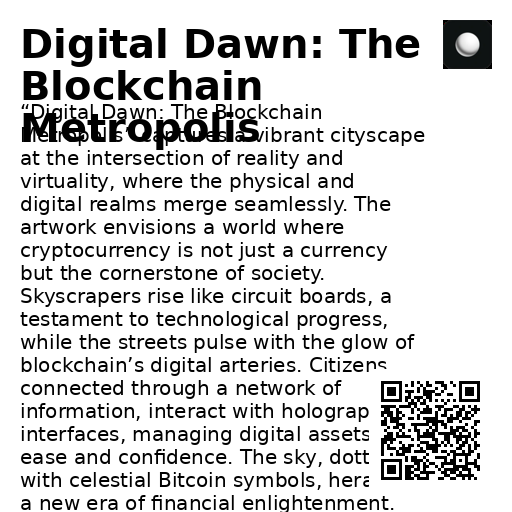 Digital Dawn: The
Blockchain
Metropolis
“Digital Dawn: The Blockchain
Metropolis” captures a vibrant cityscape
at the intersection of reality and
virtuality, where the physical and
digital realms merge seamlessly. The
artwork envisions a world where
cryptocurrency is not just a currency
but the cornerstone of society.
Skyscrapers rise like circuit boards, a
testament to technological progress,
while the streets pulse with the glow of
blockchain’s digital arteries. Citizens
connected through a network of
information, interact with holograp
interfaces, managing digital assets
ease and confidence. The sky, dott
with celestial Bitcoin symbols, hera
a new era of financial enlightenment.